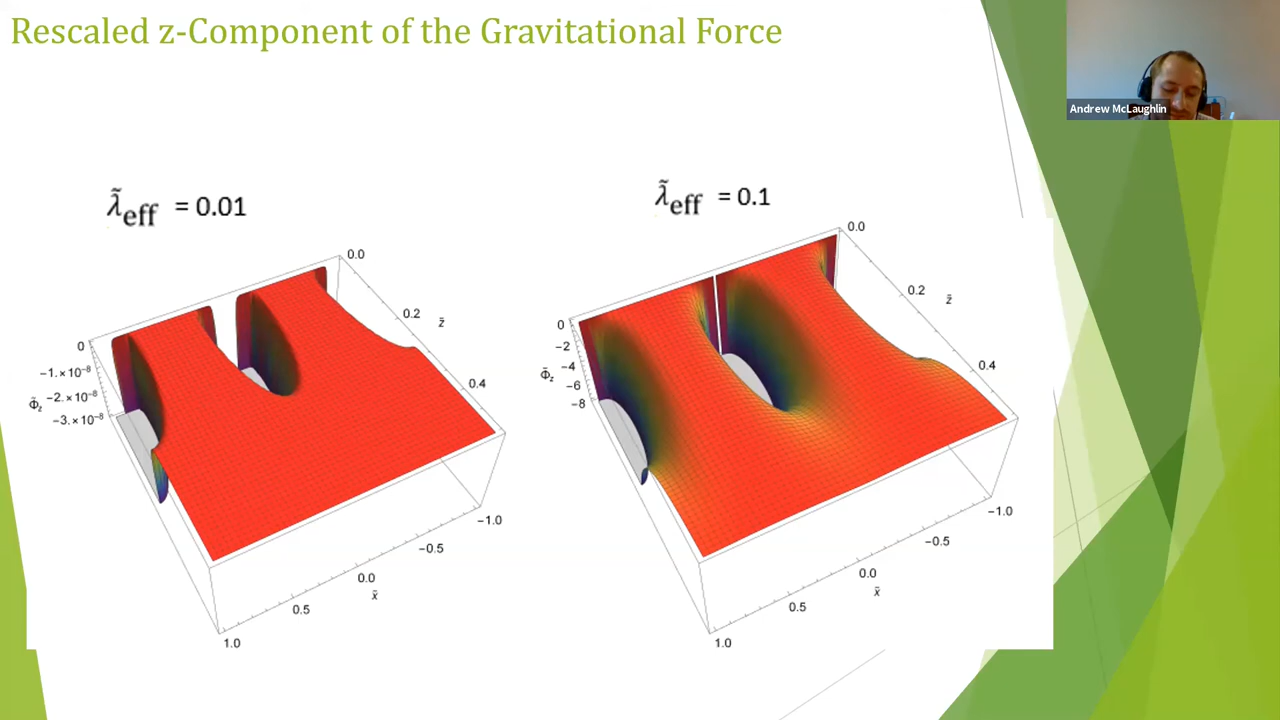 Rescaled z-Component of the Gravitational Force
Andrew McLaughlin
λ̃eff = 0.01
λ̃eff = 0.1
0.0
0.2
z̃
0.4
0
−1.×10⁻⁸
−2.×10⁻⁸
−3.×10⁻⁸
Φ̃z
−1.0
−0.5
0.0
x̃
0.5
1.0
0.0
0.2
z̃
0.4
0
−2
−4
−6
−8
Φ̃z
−1.0
−0.5
0.0
x̃
0.5
1.0